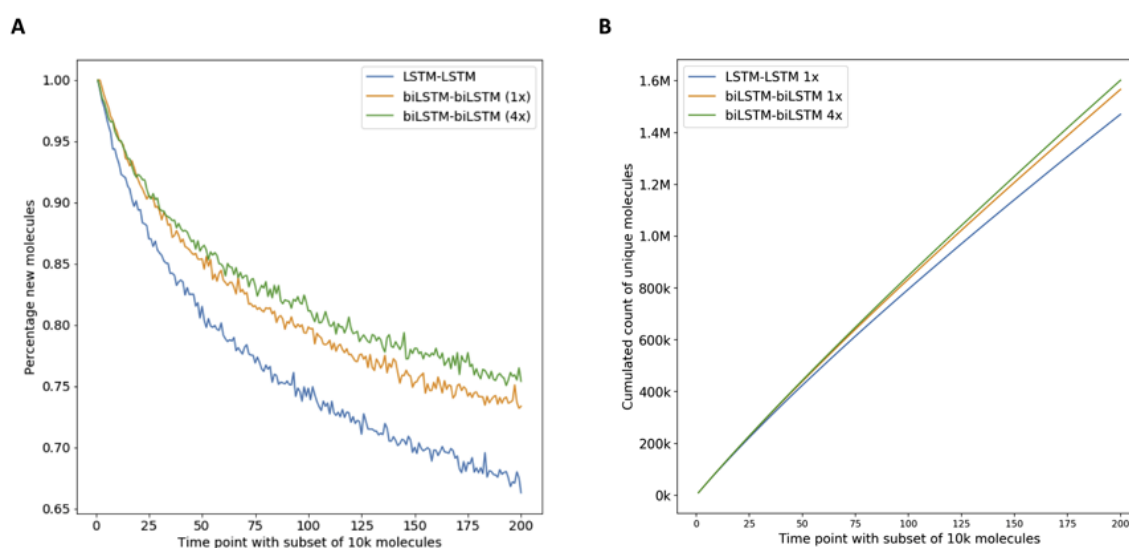 A
LSTM-LSTM
biLSTM-biLSTM (1x)
biLSTM-biLSTM (4x)
Percentage new molecules
1.00
0.95
0.90
0.85
0.80
0.75
0.70
0.65
0 25 50 75 100 125 150 175 200
Time point with subset of 10k molecules
B
LSTM-LSTM 1x
biLSTM-biLSTM 1x
biLSTM-biLSTM 4x
Cumulated count of unique molecules
1.6M
1.4M
1.2M
1.0M
800k
600k
400k
200k
0k
0 25 50 75 100 125 150 175 200
Time point with subset of 10k molecules